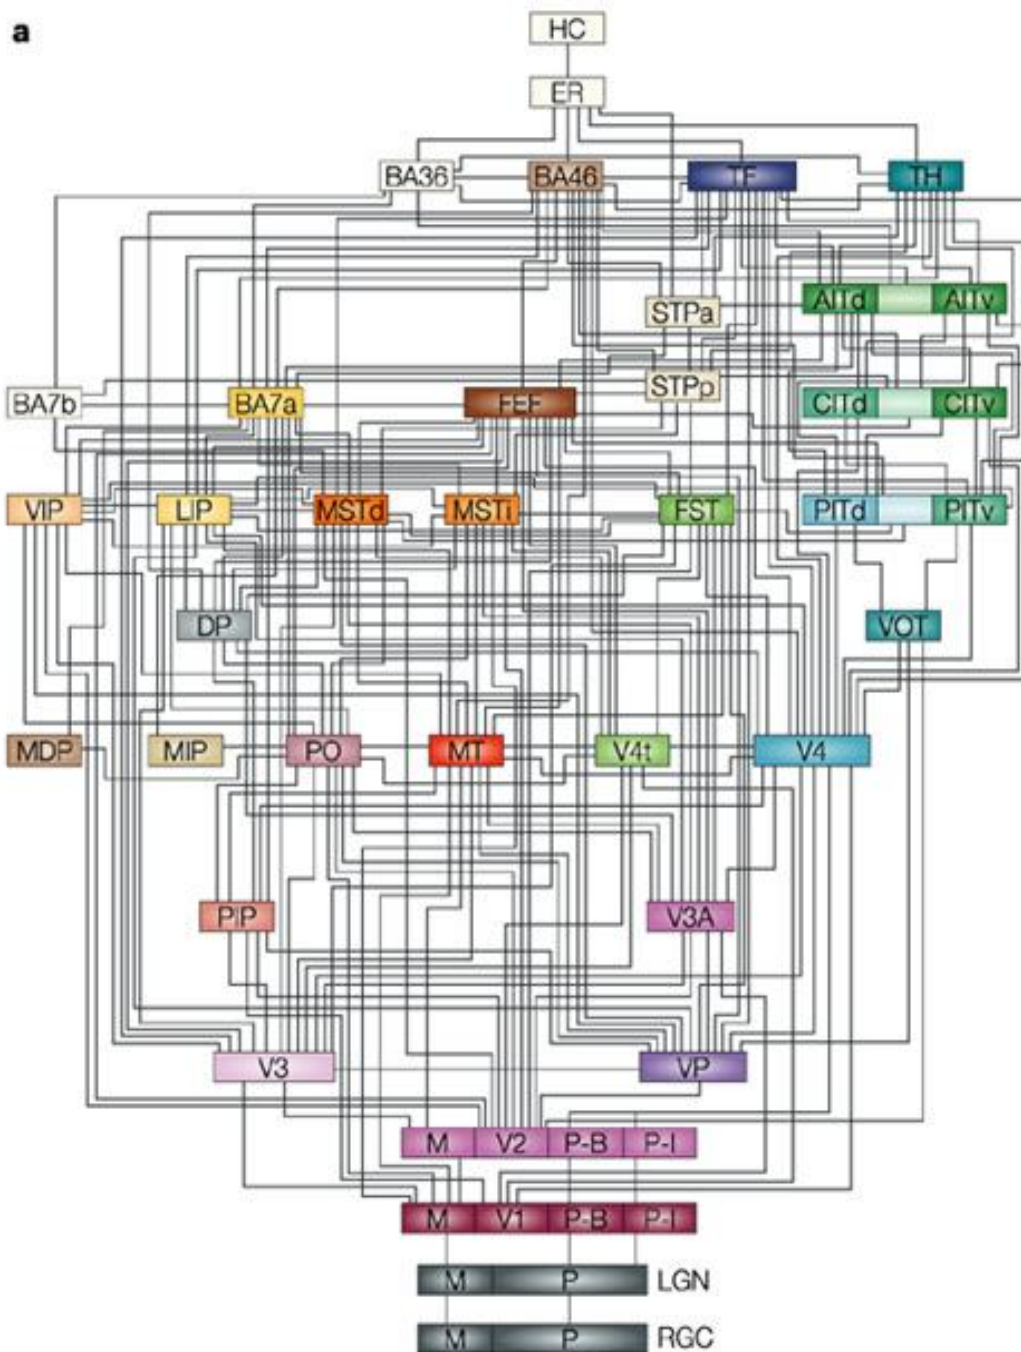 a
HC
ER
BA36 BA46 TF TH
AITd AITv
STPa
STPp
BA7b BA7a FEF CITd CITv
VIP LIP MSTd MSTi FST PITd PITv
DP VOT
MDP MIP PO MT V4t V4
PIP V3A
V3 VP
M V2 P-B P-I
M V1 P-B P-I
M P LGN
M P RGC